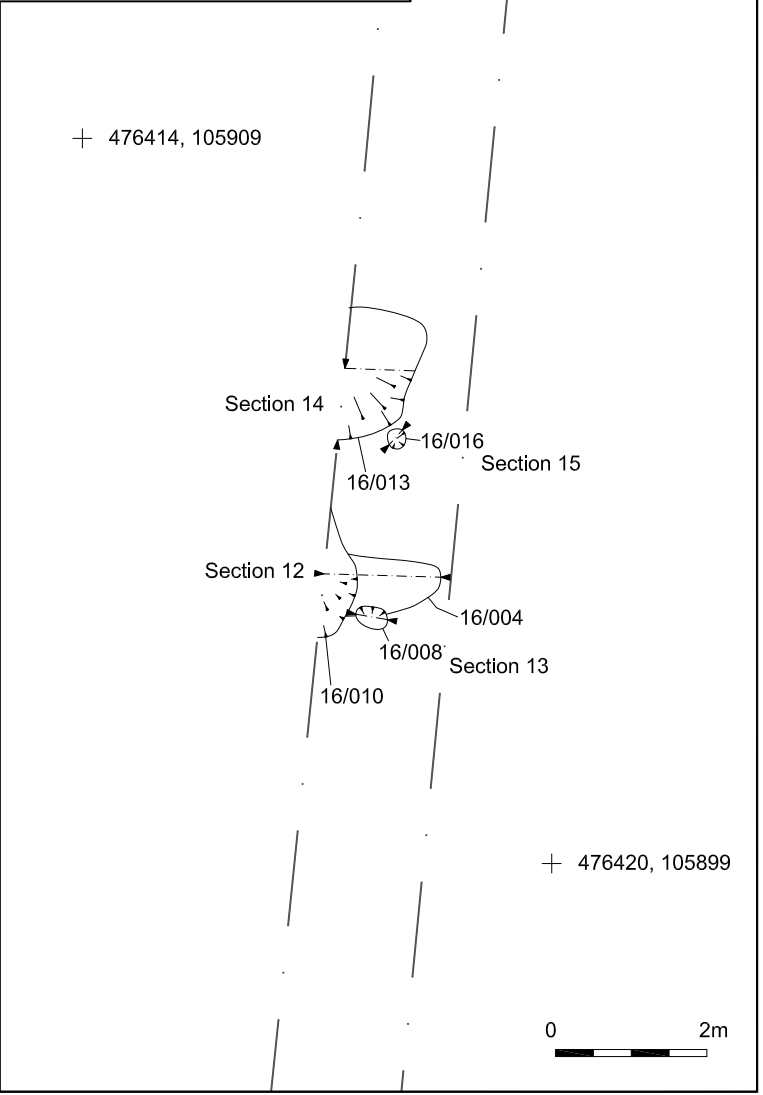 476414, 105909
Section 14
16/016
Section 15
16/013
Section 12
16/004
16/008
Section 13
16/010
476420, 105899
0 2m